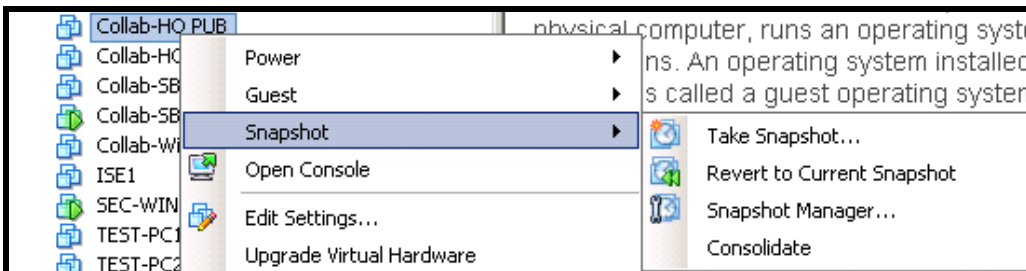 Collab-HQ PUB
Collab-HQ
Collab-SB
Collab-SB
Collab-Wi
ISE1
SEC-WIN
TEST-PC1
TEST-PC2
Power
Guest
Snapshot
Open Console
Edit Settings...
Upgrade Virtual Hardware
physical computer, runs an operating syste
ns. An operating system installed
s called a guest operating system
Take Snapshot...
Revert to Current Snapshot
Snapshot Manager...
Consolidate